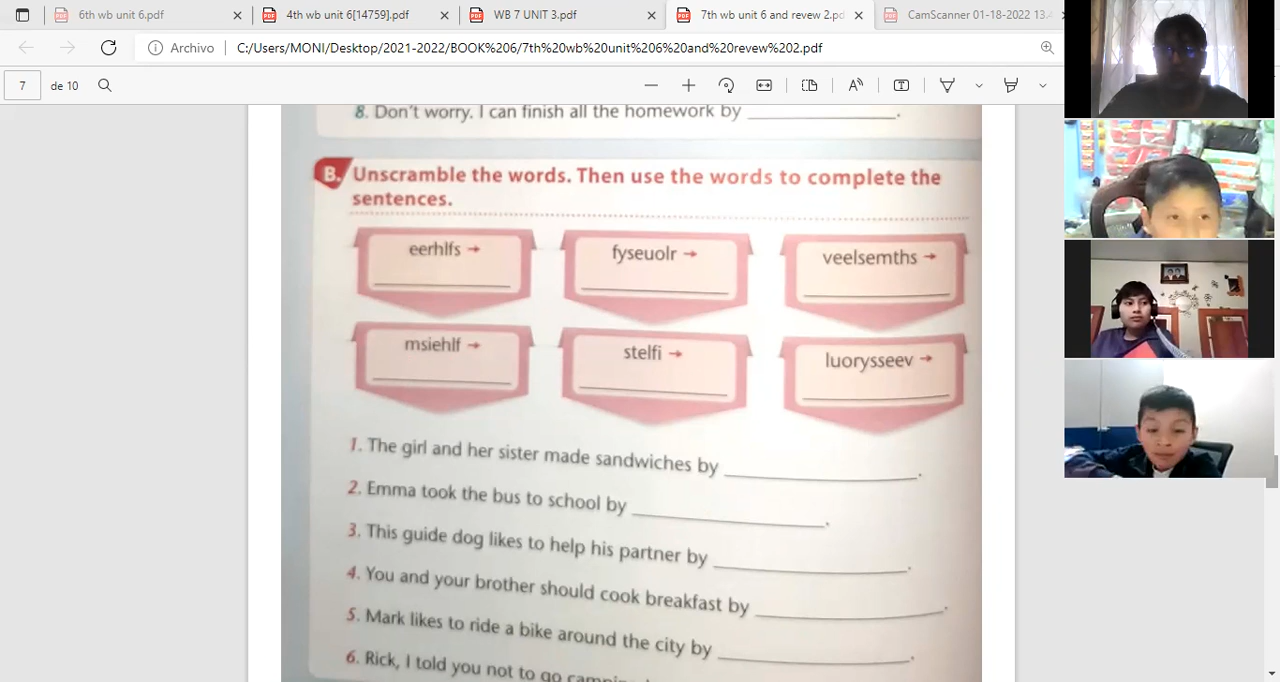 6th wb unit 6.pdf
4th wb unit 6[14759].pdf
WB 7 UNIT 3.pdf
7th wb unit 6 and revew 2.pd
CamScanner 01-18-2022 13.
Archivo
C:/Users/MONI/Desktop/2021-2022/BOOK%206/7th%20wb%20unit%206%20and%20revew%202.pdf
7 de 10
8. Don't worry. I can finish all the homework by ______.
B. Unscramble the words. Then use the words to complete the
sentences.
eerhlfs →
fyseuolr →
veelsemths →
msiehlf →
stelfi →
luorysseev →
1. The girl and her sister made sandwiches by ______.
2. Emma took the bus to school by ______.
3. This guide dog likes to help his partner by ______.
4. You and your brother should cook breakfast by ______.
5. Mark likes to ride a bike around the city by ______.
6. Rick, I told you not to go